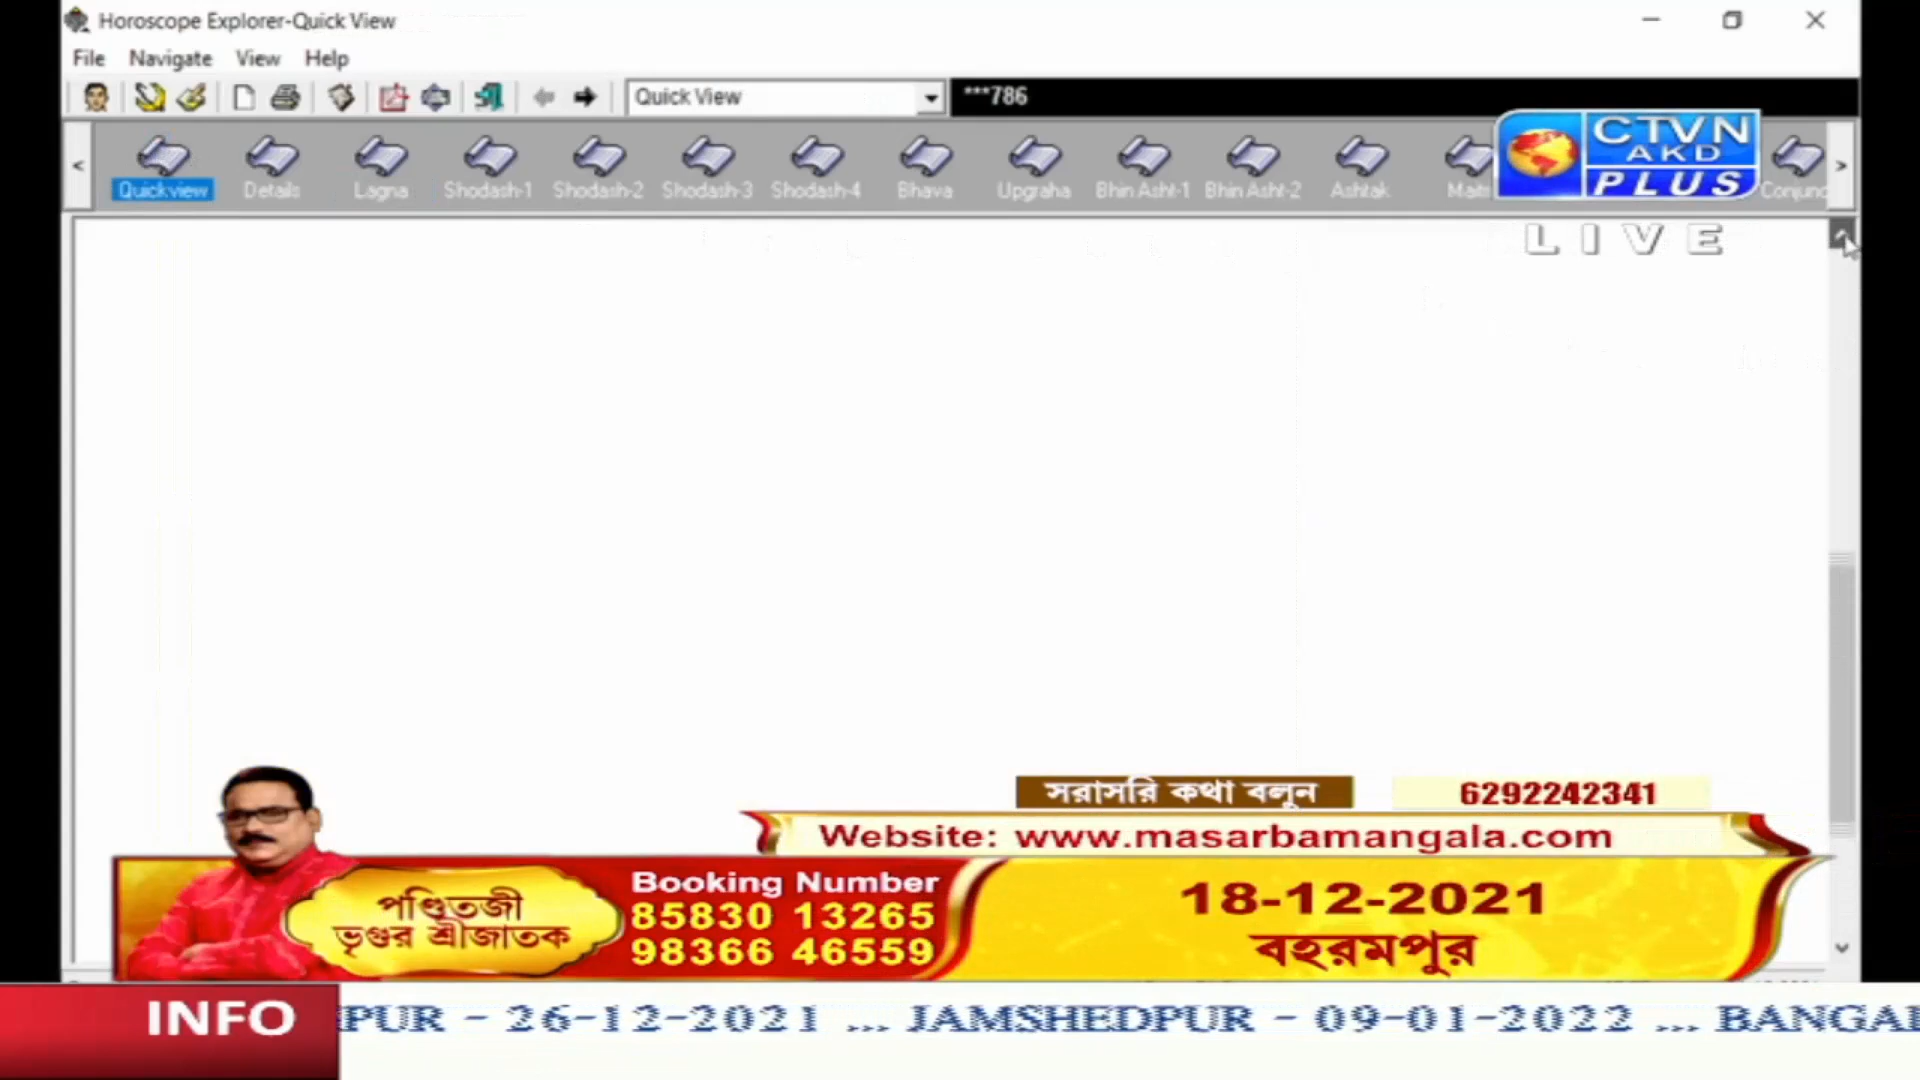 Horoscope Explorer-Quick View
File Navigate View Help
Quick View
***786
Quickview Details Lagna Shodash-1 Shodash-2 Shodash-3 Shodash-4 Bhava Upgraha Bhin Asht-1 Bhin Asht-2 Ashtak
CTVN
AKD
PLUS
LIVE
সরাসরি কথা বলুন
6292242341
Website: www.masarbamangala.com
পণ্ডিতজী
ভৃগুর শ্রীজাতক
Booking Number
85830 13265
98366 46559
18-12-2021
বহরমপুর
INFO
PUR - 26-12-2021 ... JAMSHEDPUR - 09-01-2022 ... BANGAL